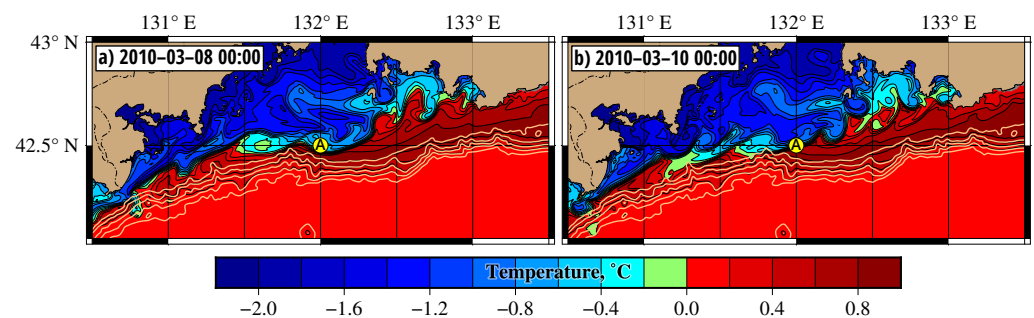 131° E 132° E 133° E 131° E 132° E 133° E
43° N
a) 2010–03–08 00:00 b) 2010–03–10 00:00
42.5° N
A A
Temperature, °C
−2.0 −1.6 −1.2 −0.8 −0.4 0.0 0.4 0.8